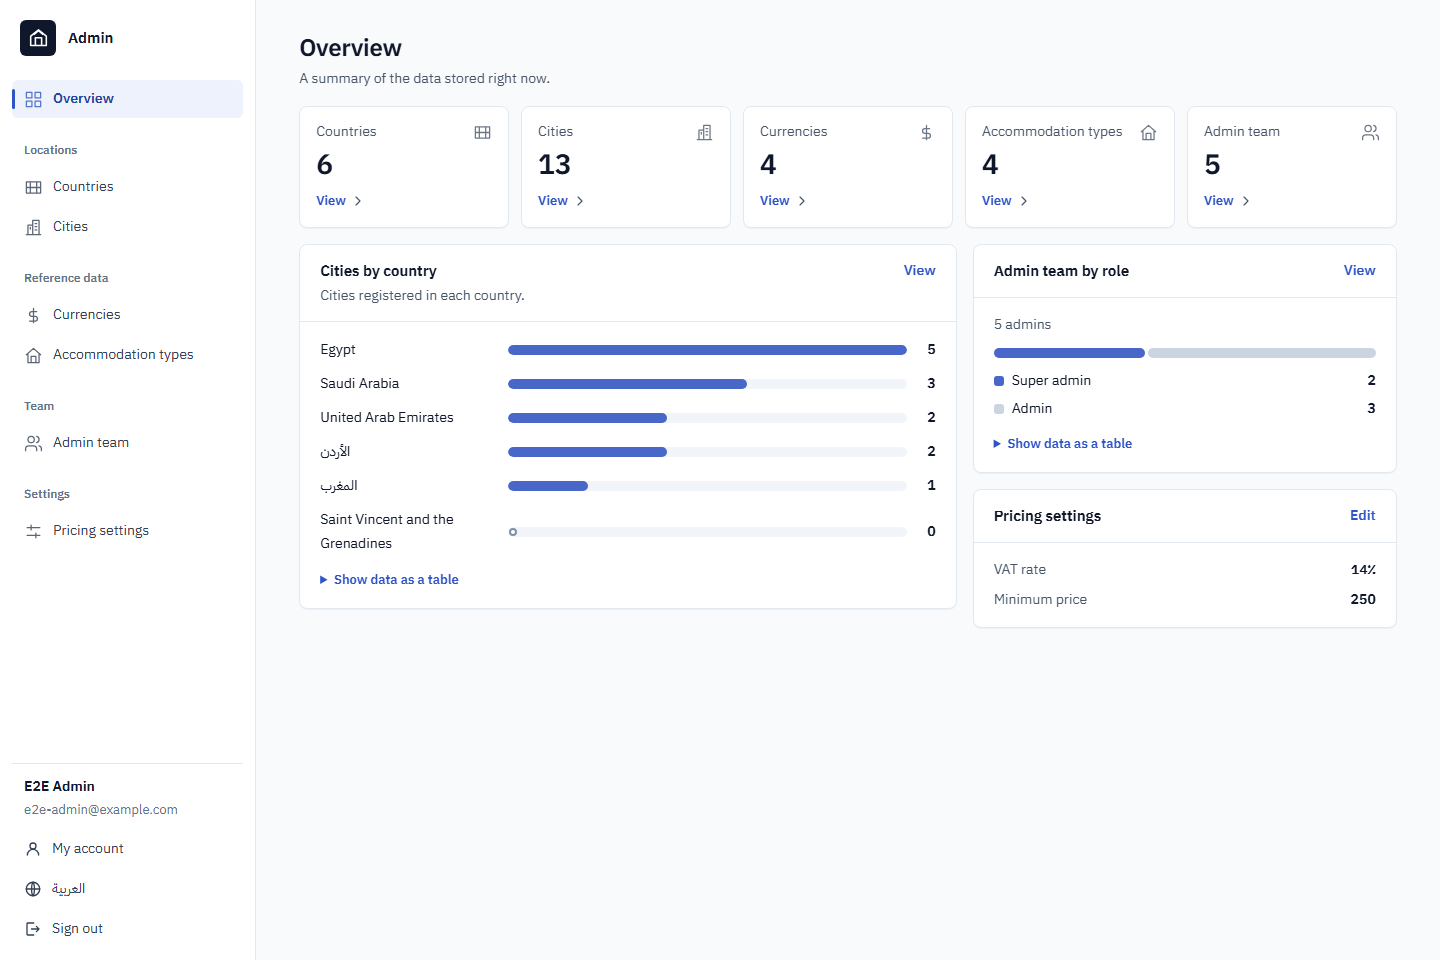 Admin
Overview
Locations
Countries
Cities
Reference data
Currencies
Accommodation types
Team
Admin team
Settings
Pricing settings
E2E Admin
e2e-admin@example.com
My account
العربية
Sign out
Overview
A summary of the data stored right now.
Countries
6
View
Cities
13
View
Currencies
4
View
Accommodation types
4
View
Admin team
5
View
Cities by country
View
Cities registered in each country.
Egypt 5
Saudi Arabia 3
United Arab Emirates 2
الأردن 2
المغرب 1
Saint Vincent and the
Grenadines 0
Show data as a table
Admin team by role
View
5 admins
Super admin 2
Admin 3
Show data as a table
Pricing settings
Edit
VAT rate 14%
Minimum price 250